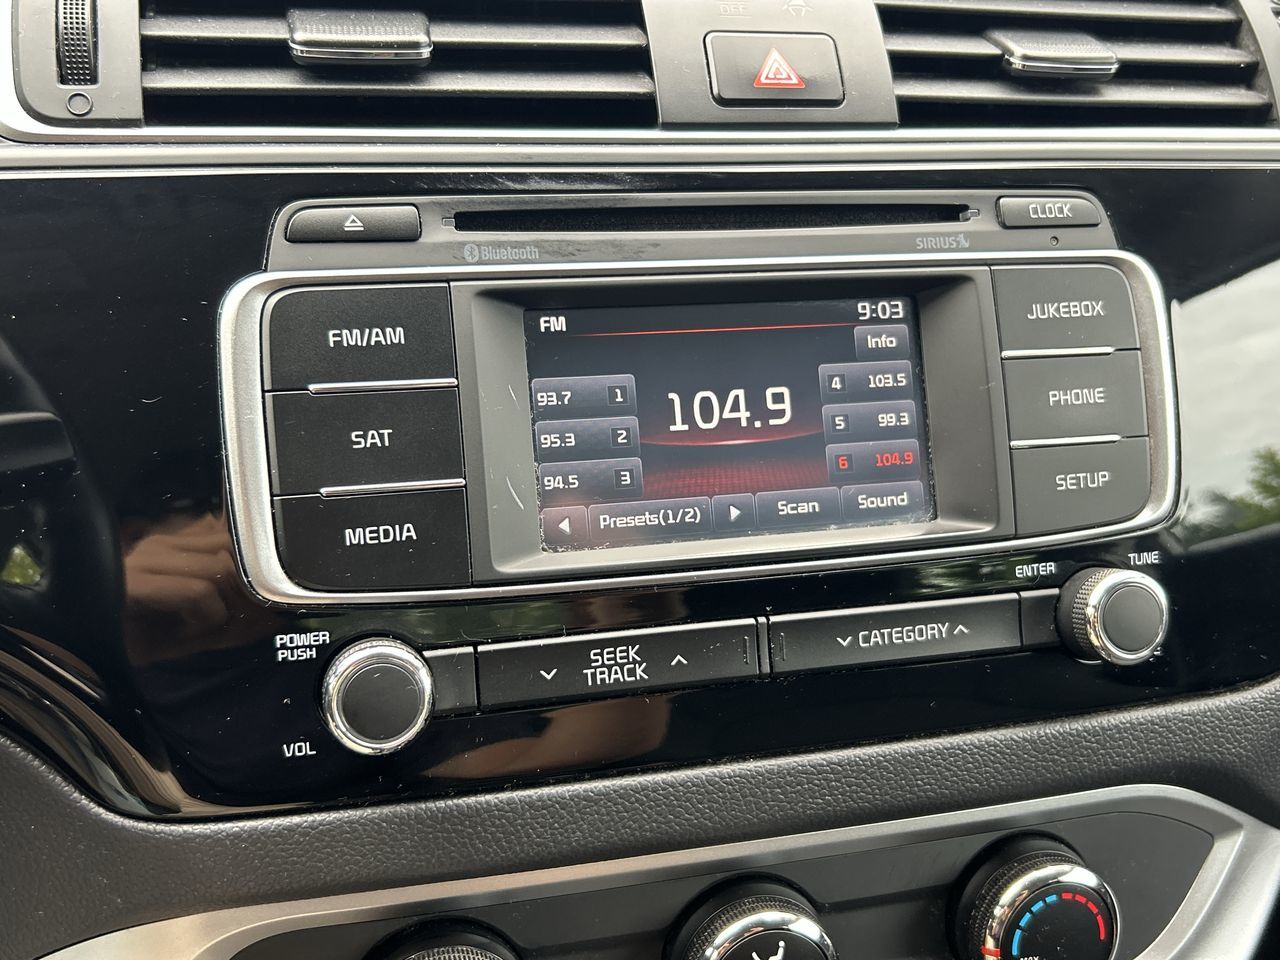 OFF
CLOCK
Bluetooth
SIRIUS
FM/AM
SAT
MEDIA
FM
9:03
Info
93.7 1
95.3 2
94.5 3
104.9
4 103.5
5 99.3
6 104.9
Presets(1/2)
Scan
Sound
JUKEBOX
PHONE
SETUP
POWER
PUSH
VOL
SEEK
TRACK
CATEGORY
ENTER
TUNE
MAX